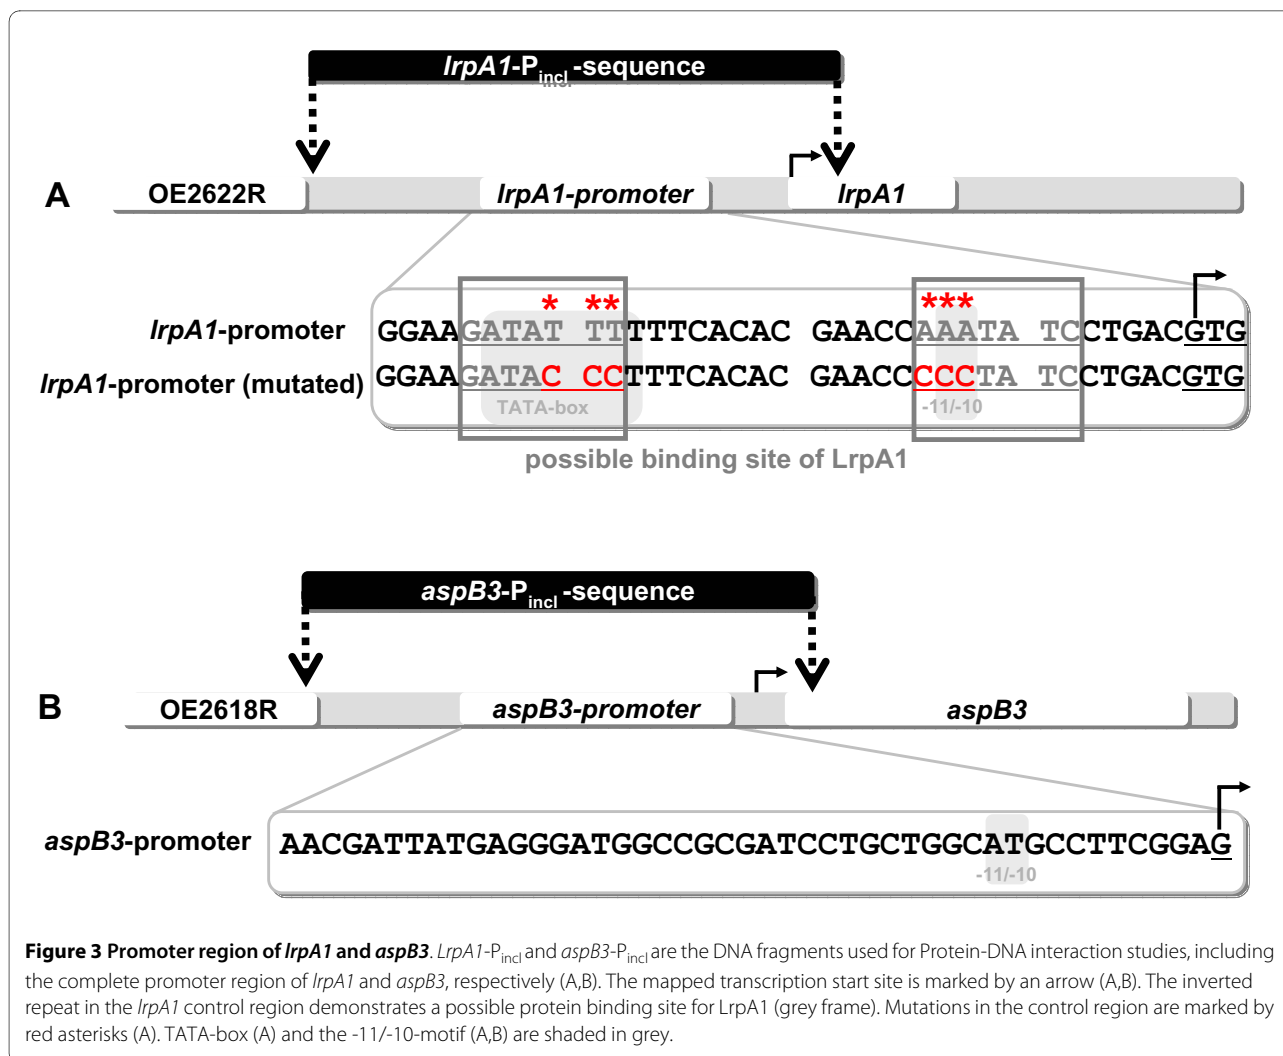 lrpA1-Pincl-sequence
A
OE2622R
lrpA1-promoter
lrpA1
* ** ***
lrpA1-promoter GGAAGATAT TTTTTCACAC GAACCAAATA TCCTGACGTG
lrpA1-promoter (mutated) GGAAGATAC CCTTTCACAC GAACCCCCTA TCCTGACGTG
TATA-box
-11/-10
possible binding site of LrpA1
aspB3-Pincl-sequence
B
OE2618R
aspB3-promoter
aspB3
aspB3-promoter AACGATTATGAGGGATGGCCGCGATCCTGCTGGCATGCCTTCGGAG
-11/-10
Figure 3 Promoter region of lrpA1 and aspB3. LrpA1-Pincl and aspB3-Pincl are the DNA fragments used for Protein-DNA interaction studies, including
the complete promoter region of lrpA1 and aspB3, respectively (A,B). The mapped transcription start site is marked by an arrow (A,B). The inverted
repeat in the lrpA1 control region demonstrates a possible protein binding site for LrpA1 (grey frame). Mutations in the control region are marked by
red asterisks (A). TATA-box (A) and the -11/-10-motif (A,B) are shaded in grey.